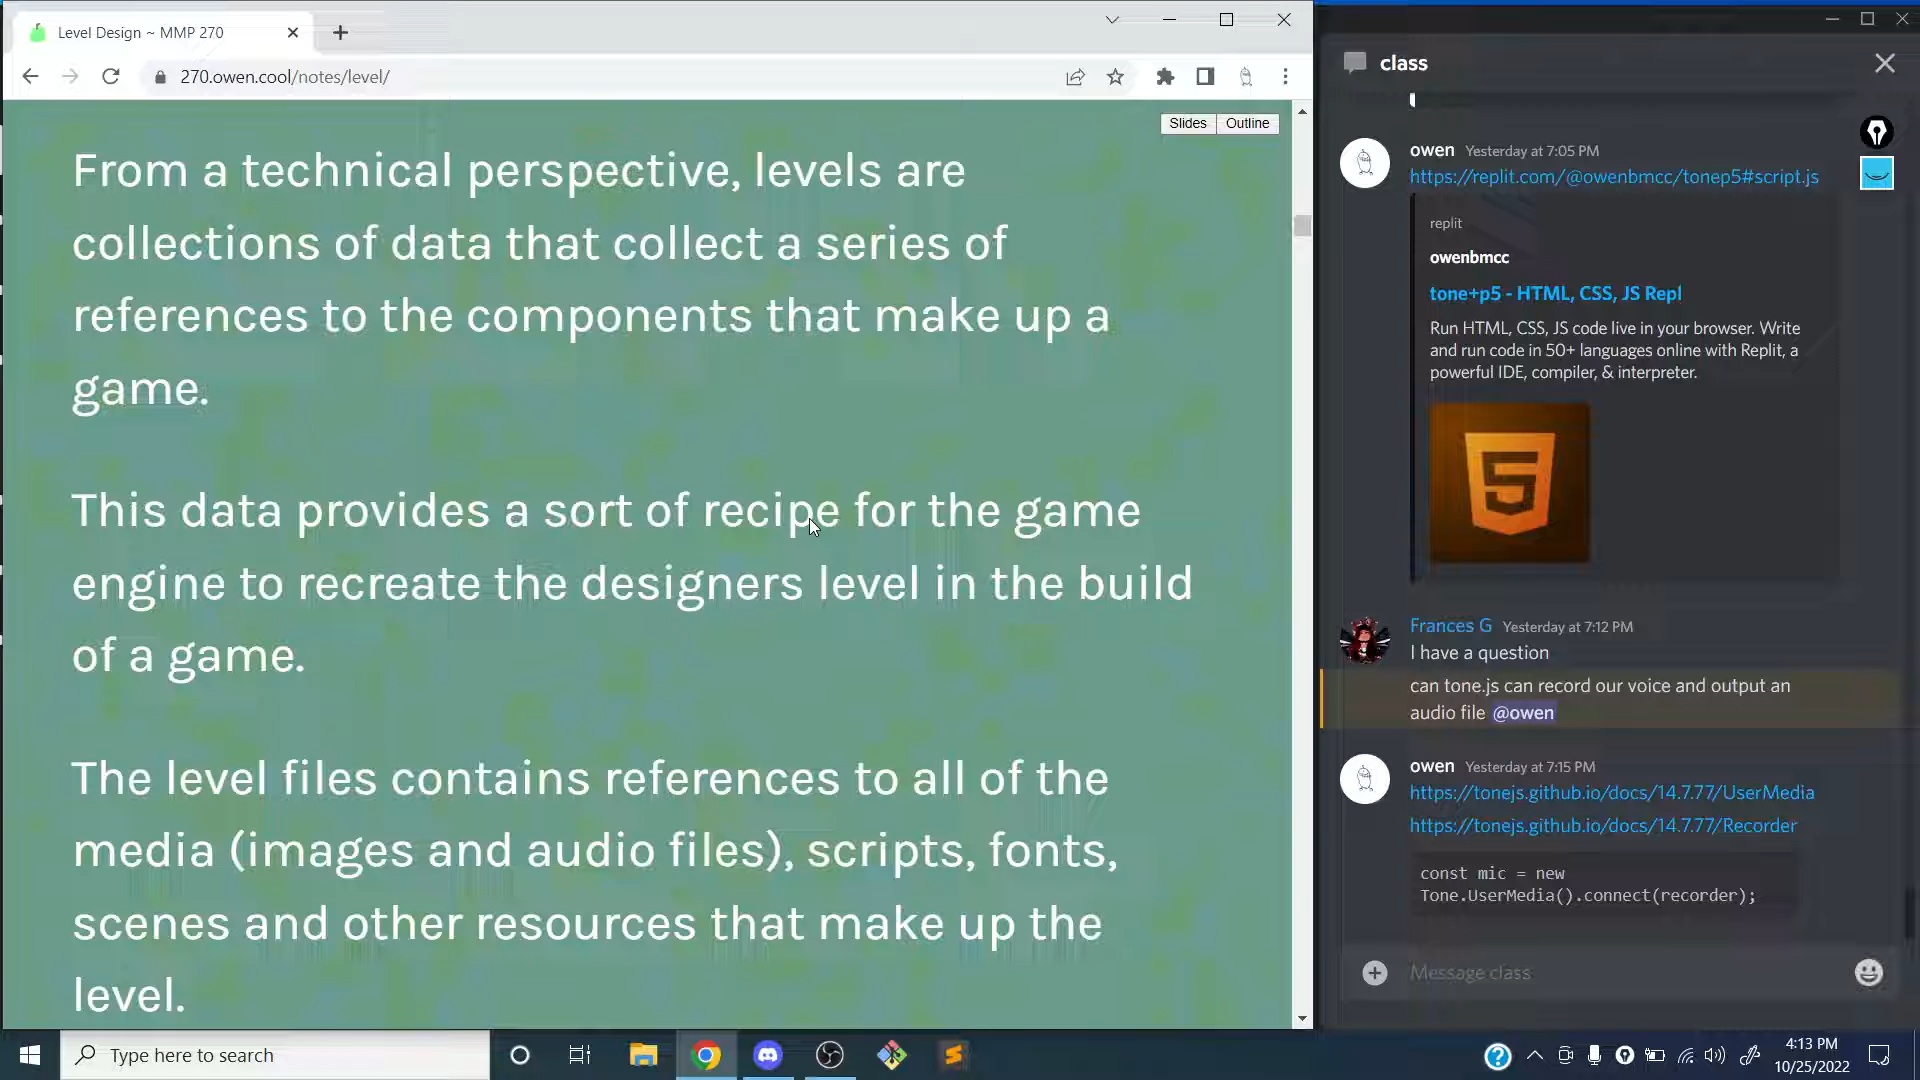 Level Design ~ MMP 270
270.owen.cool/notes/level/
Slides
Outline
From a technical perspective, levels are
collections of data that collect a series of
references to the components that make up a
game.
This data provides a sort of recipe for the game
engine to recreate the designers level in the build
of a game.
The level files contains references to all of the
media (images and audio files), scripts, fonts,
scenes and other resources that make up the
level.
class
owen Yesterday at 7:05 PM
https://replit.com/@owenbmcc/tonep5#script.js
replit
owenbmcc
tone+p5 - HTML, CSS, JS Repl
Run HTML, CSS, JS code live in your browser. Write
and run code in 50+ languages online with Replit, a
powerful IDE, compiler, & interpreter.
5
Frances G Yesterday at 7:12 PM
I have a question
can tone.js can record our voice and output an
audio file @owen
owen Yesterday at 7:15 PM
https://tonejs.github.io/docs/14.7.77/UserMedia
https://tonejs.github.io/docs/14.7.77/Recorder
const mic = new
Tone.UserMedia().connect(recorder);
Message class
Type here to search
4:13 PM
10/25/2022